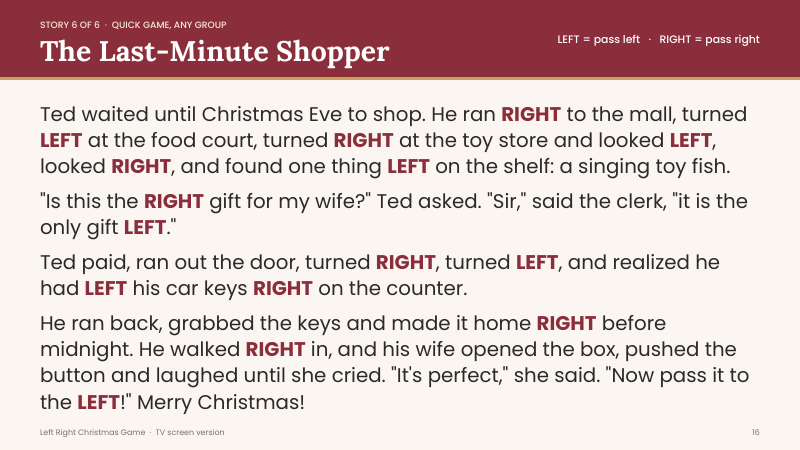 STORY 6 OF 6 · QUICK GAME, ANY GROUP
The Last-Minute Shopper
LEFT = pass left · RIGHT = pass right
Ted waited until Christmas Eve to shop. He ran RIGHT to the mall, turned
LEFT at the food court, turned RIGHT at the toy store and looked LEFT,
looked RIGHT, and found one thing LEFT on the shelf: a singing toy fish.
"Is this the RIGHT gift for my wife?" Ted asked. "Sir," said the clerk, "it is the
only gift LEFT."
Ted paid, ran out the door, turned RIGHT, turned LEFT, and realized he
had LEFT his car keys RIGHT on the counter.
He ran back, grabbed the keys and made it home RIGHT before
midnight. He walked RIGHT in, and his wife opened the box, pushed the
button and laughed until she cried. "It's perfect," she said. "Now pass it to
the LEFT!" Merry Christmas!
Left Right Christmas Game · TV screen version
16